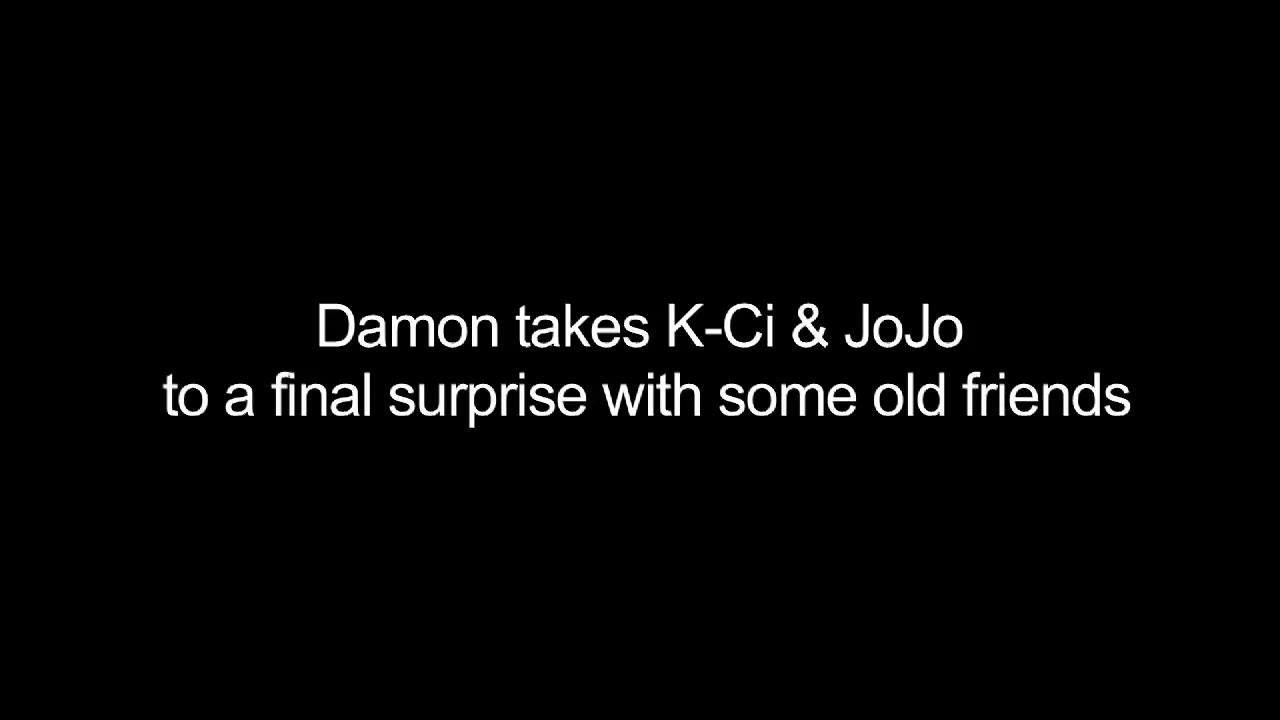 Damon takes K-Ci & JoJo
to a final surprise with some old friends